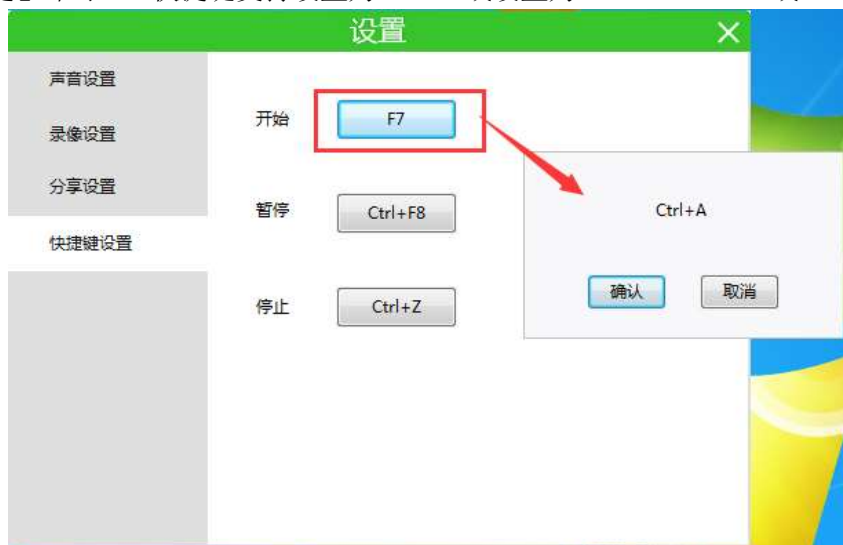 设置
声音设置
录像设置
分享设置
快捷键设置
开始
F7
暂停
Ctrl+F8
停止
Ctrl+Z
Ctrl+A
确认
取消